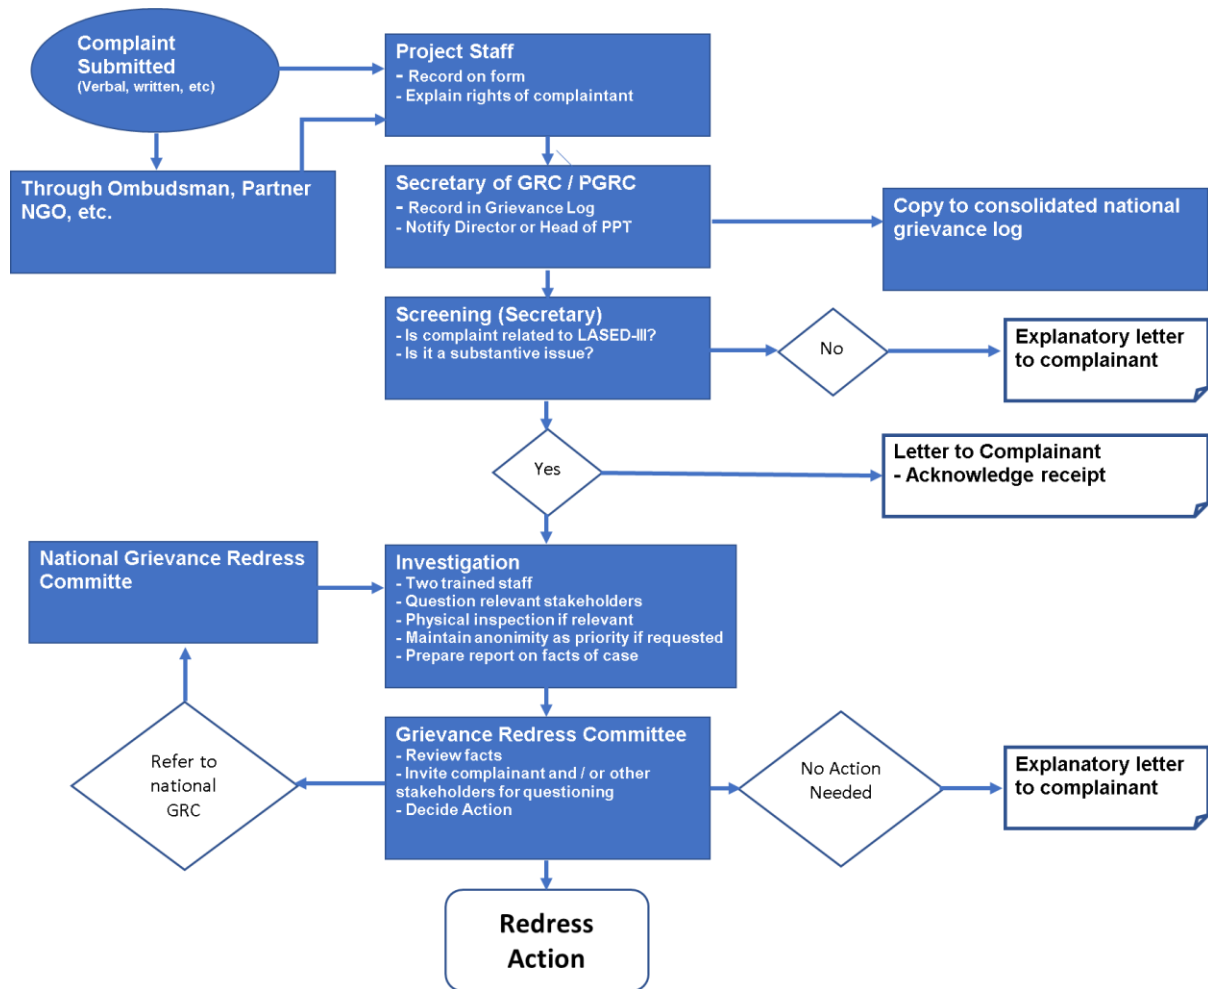 Complaint
Submitted
(Verbal, written, etc)
Project Staff
- Record on form
- Explain rights of complaintant
Through Ombudsman, Partner
NGO, etc.
Secretary of GRC / PGRC
- Record in Grievance Log
- Notify Director or Head of PPT
Copy to consolidated national
grievance log
Screening (Secretary)
- Is complaint related to LASED-III?
- Is it a substantive issue?
No
Explanatory letter
to complainant
Yes
Letter to Complainant
- Acknowledge receipt
National Grievance Redress
Committe
Investigation
- Two trained staff
- Question relevant stakeholders
- Physical inspection if relevant
- Maintain anonimity as priority if requested
- Prepare report on facts of case
Refer to
national
GRC
Grievance Redress Committee
- Review facts
- Invite complainant and / or other
stakeholders for questioning
- Decide Action
No Action
Needed
Explanatory letter
to complainant
Redress
Action